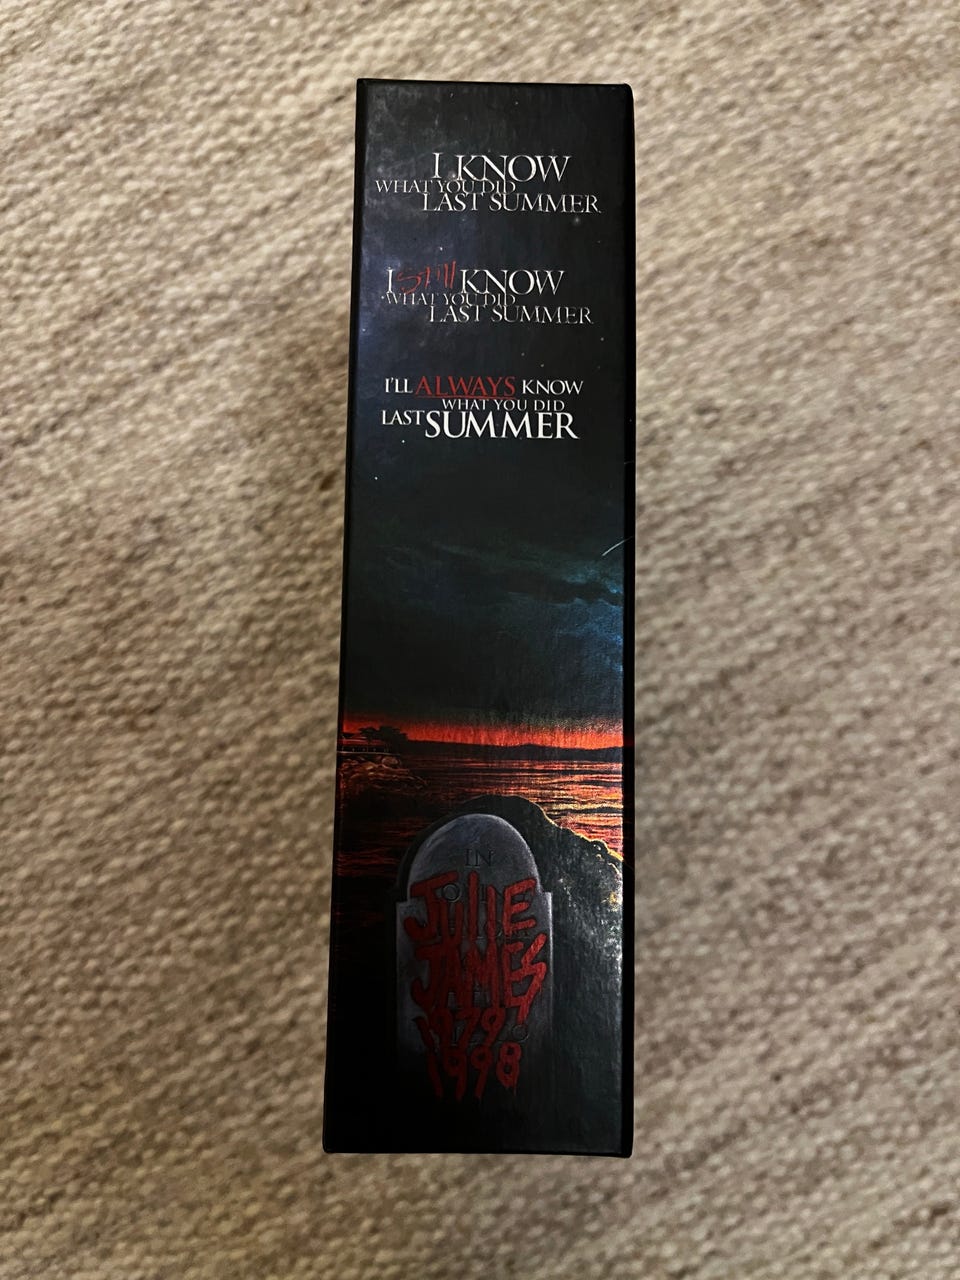 I KNOW
WHAT YOU DID
LAST SUMMER
I Still KNOW
WHAT YOU DID
LAST SUMMER
I'LL ALWAYS KNOW
WHAT YOU DID
LAST SUMMER
IN
JULIE
JAMES
1979
1998